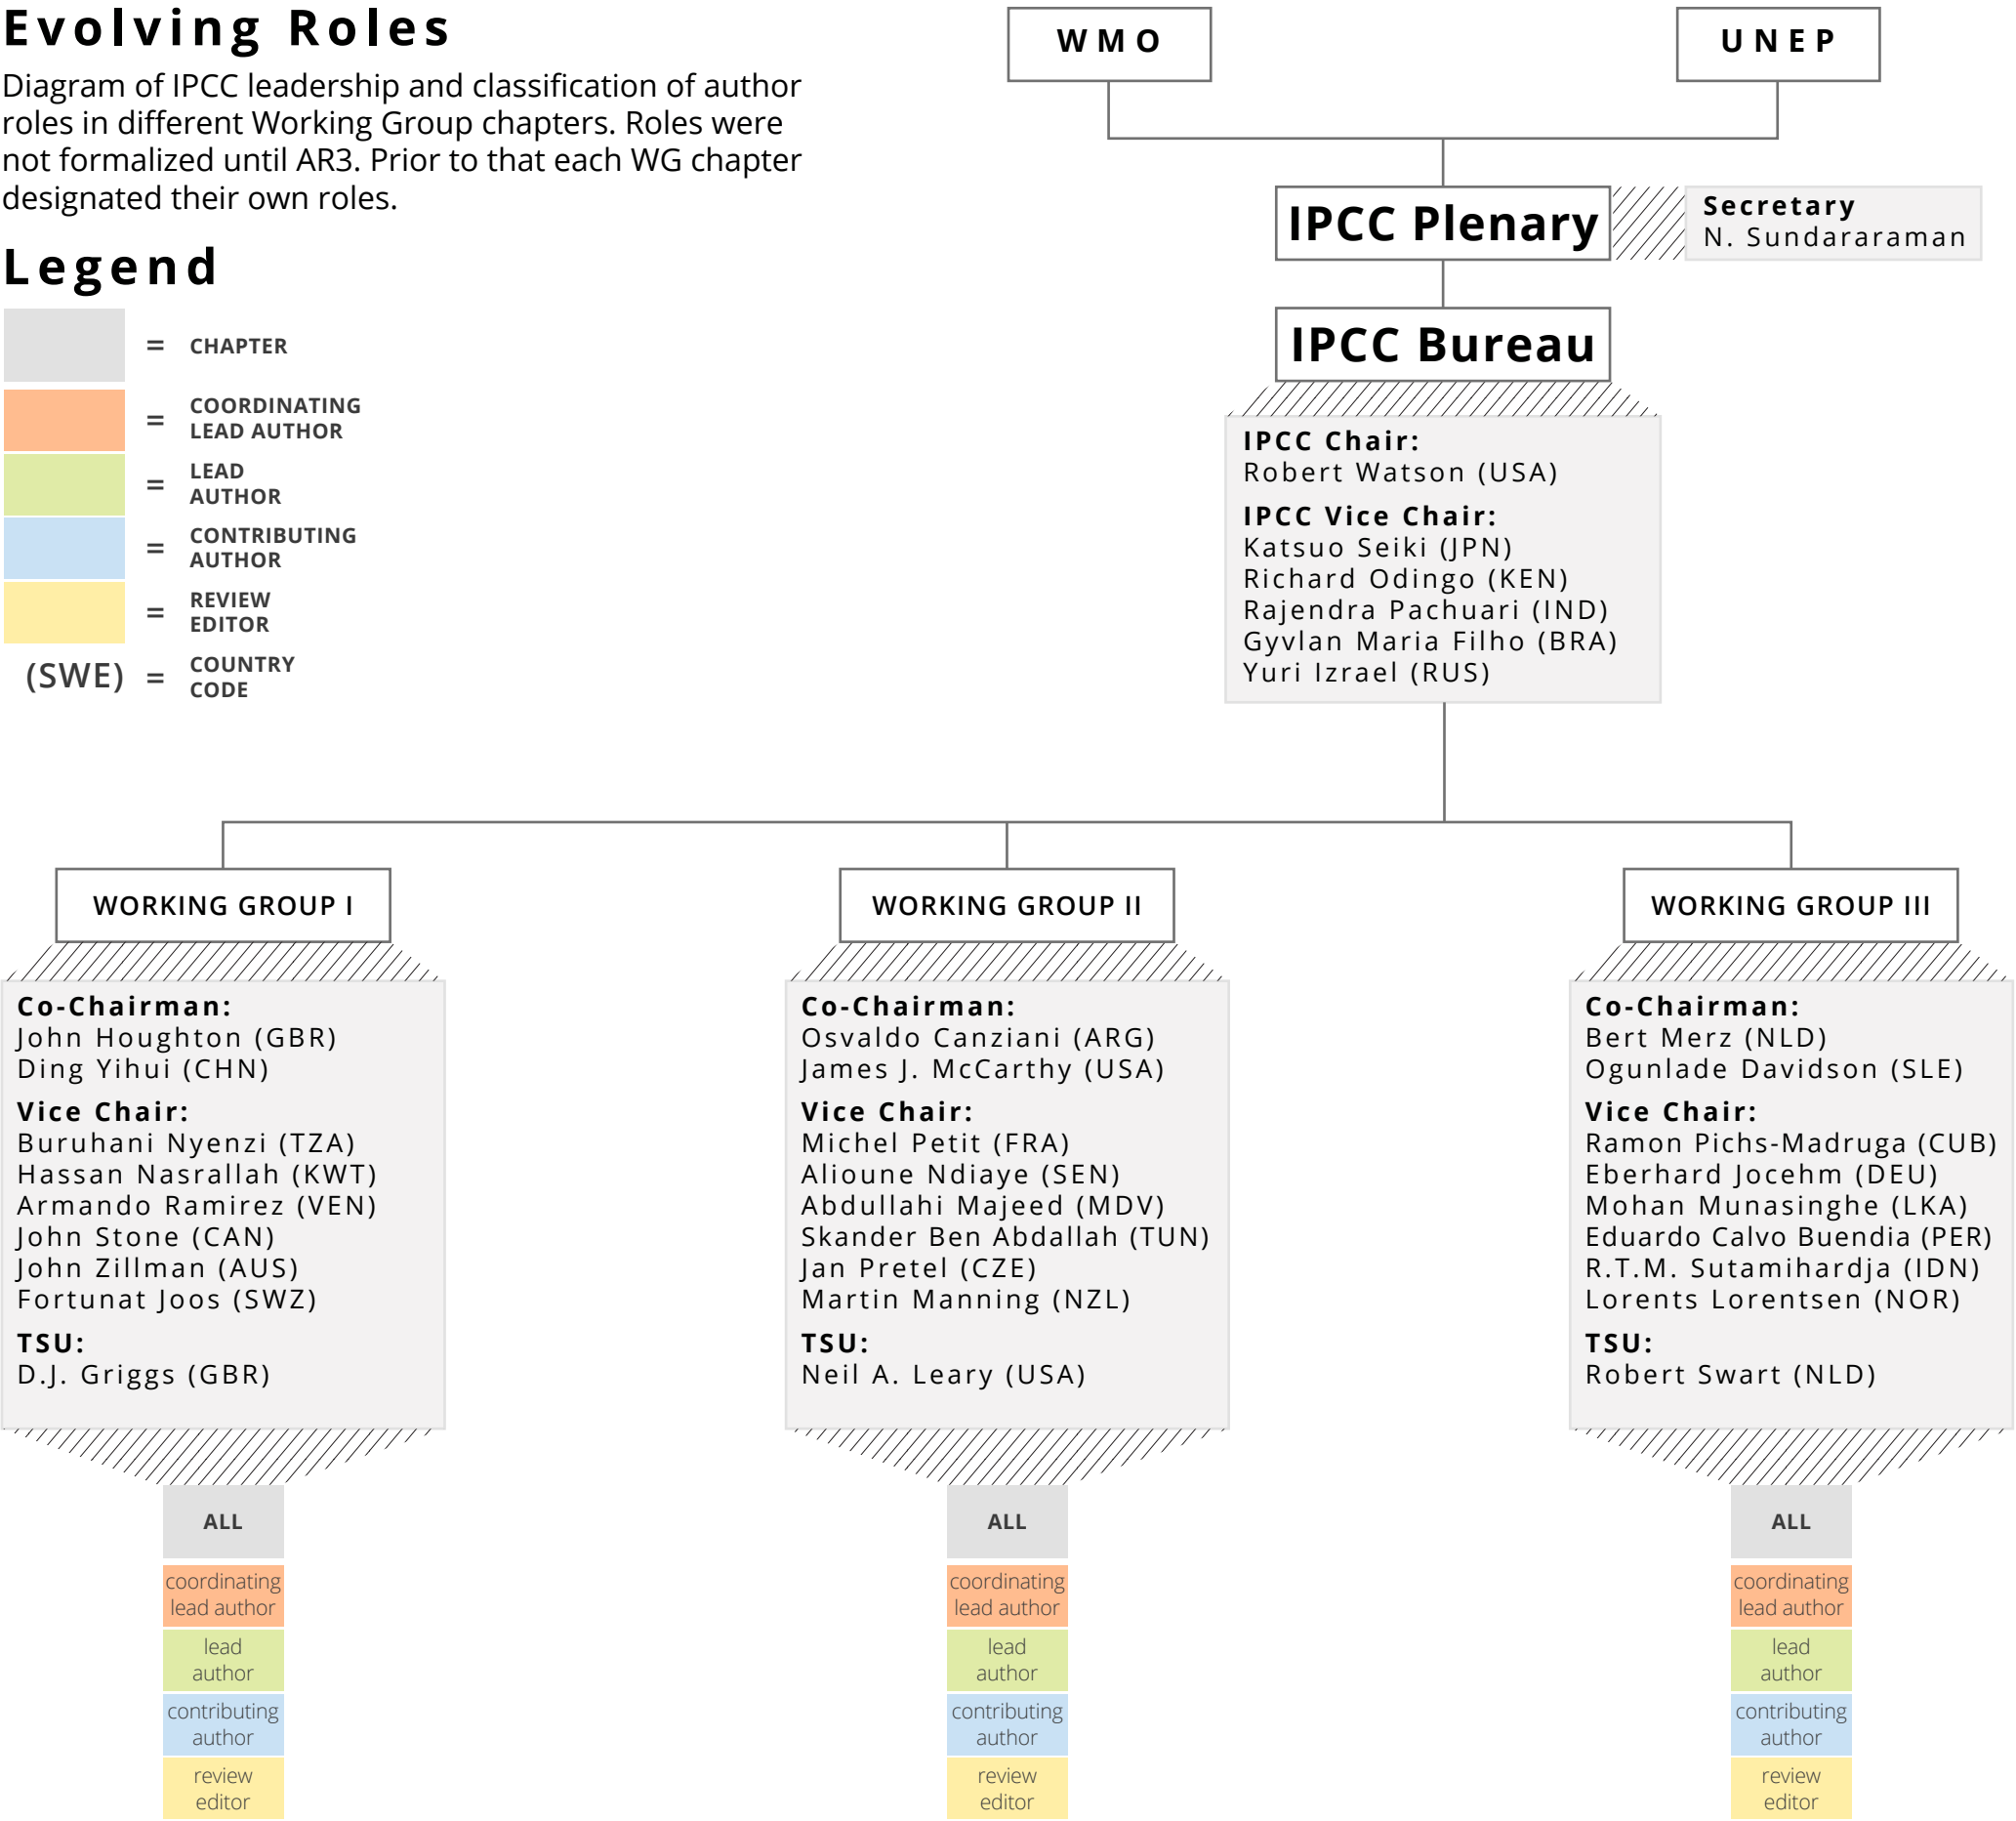 Evolving Roles
Diagram of IPCC leadership and classification of author
roles in different Working Group chapters. Roles were
not formalized until AR3. Prior to that each WG chapter
designated their own roles.
Legend
= CHAPTER
= COORDINATING
LEAD AUTHOR
= LEAD
AUTHOR
= CONTRIBUTING
AUTHOR
= REVIEW
EDITOR
(SWE) = COUNTRY
CODE
WMO
UNEP
IPCC Plenary
Secretary
N. Sundararaman
IPCC Bureau
IPCC Chair:
Robert Watson (USA)
IPCC Vice Chair:
Katsuo Seiki (JPN)
Richard Odingo (KEN)
Rajendra Pachuari (IND)
Gyvlan Maria Filho (BRA)
Yuri Izrael (RUS)
WORKING GROUP I
Co-Chairman:
John Houghton (GBR)
Ding Yihui (CHN)
Vice Chair:
Buruhani Nyenzi (TZA)
Hassan Nasrallah (KWT)
Armando Ramirez (VEN)
John Stone (CAN)
John Zillman (AUS)
Fortunat Joos (SWZ)
TSU:
D.J. Griggs (GBR)
ALL
coordinating
lead author
lead
author
contributing
author
review
editor
WORKING GROUP II
Co-Chairman:
Osvaldo Canziani (ARG)
James J. McCarthy (USA)
Vice Chair:
Michel Petit (FRA)
Alioune Ndiaye (SEN)
Abdullahi Majeed (MDV)
Skander Ben Abdallah (TUN)
Jan Pretel (CZE)
Martin Manning (NZL)
TSU:
Neil A. Leary (USA)
ALL
coordinating
lead author
lead
author
contributing
author
review
editor
WORKING GROUP III
Co-Chairman:
Bert Merz (NLD)
Ogunlade Davidson (SLE)
Vice Chair:
Ramon Pichs-Madruga (CUB)
Eberhard Jocehm (DEU)
Mohan Munasinghe (LKA)
Eduardo Calvo Buendia (PER)
R.T.M. Sutamihardja (IDN)
Lorents Lorentsen (NOR)
TSU:
Robert Swart (NLD)
ALL
coordinating
lead author
lead
author
contributing
author
review
editor